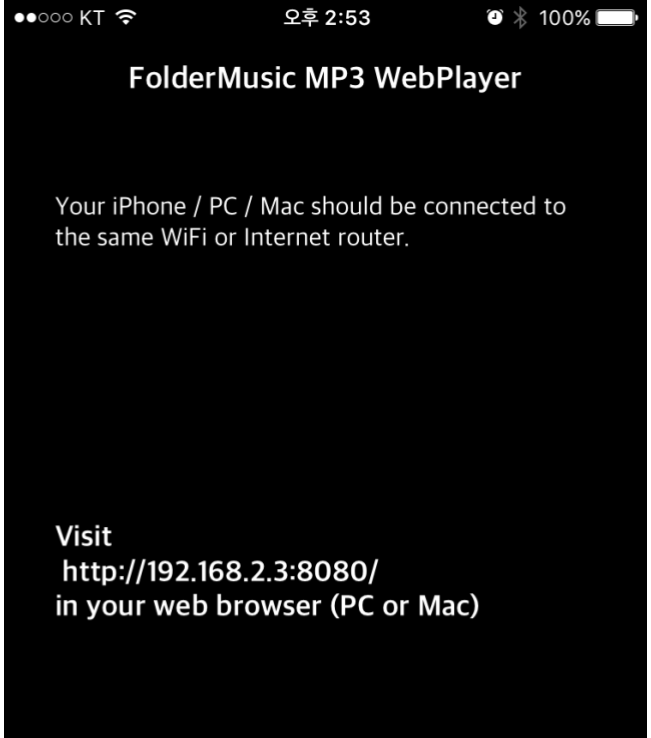 KT 오후 2:53 100%
FolderMusic MP3 WebPlayer
Your iPhone / PC / Mac should be connected to
the same WiFi or Internet router.
Visit
http://192.168.2.3:8080/
in your web browser (PC or Mac)